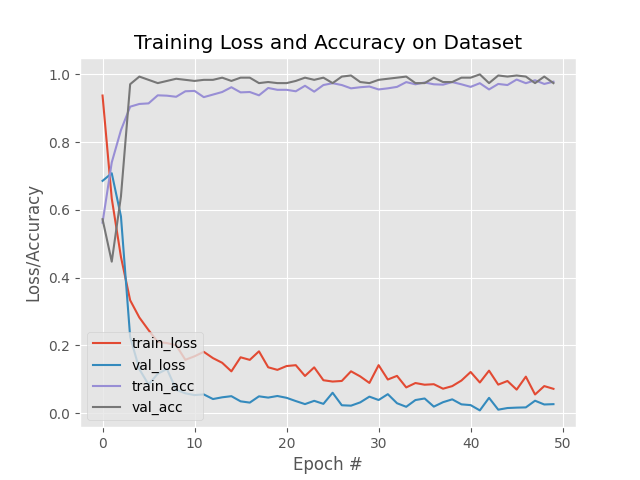 Training Loss and Accuracy on Dataset
Loss/Accuracy
1.0
0.8
0.6
0.4
0.2
0.0
train_loss
val_loss
train_acc
val_acc
0 10 20 30 40 50
Epoch #